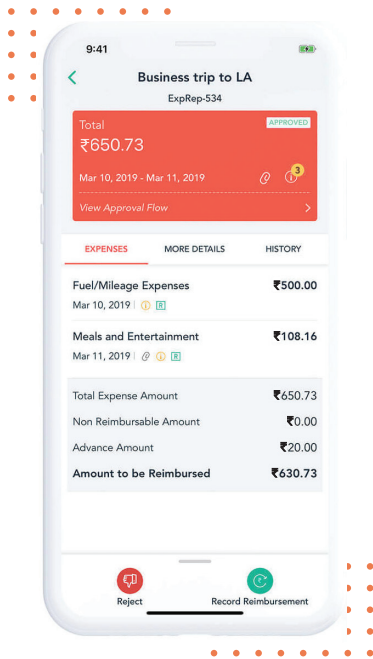 9:41
Business trip to LA
ExpRep-534
Total
APPROVED
₹650.73
3
Mar 10, 2019 - Mar 11, 2019
View Approval Flow
EXPENSES MORE DETAILS HISTORY
Fuel/Mileage Expenses ₹500.00
Mar 10, 2019 R
Meals and Entertainment ₹108.16
Mar 11, 2019 R
Total Expense Amount ₹650.73
Non Reimbursable Amount ₹0.00
Advance Amount ₹20.00
Amount to be Reimbursed ₹630.73
Reject Record Reimbursement